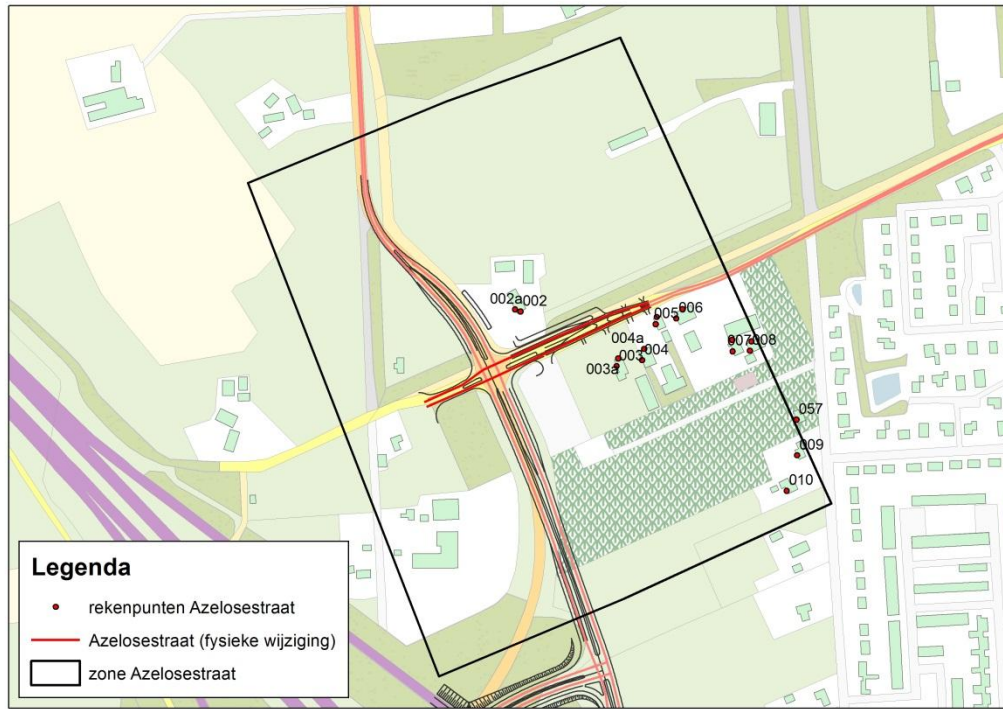 002a 002
005 006
004a
003 004
003a
007 008
057
009
010
Legenda
rekenpunten Azelosestraat
Azelosestraat (fysieke wijziging)
zone Azelosestraat